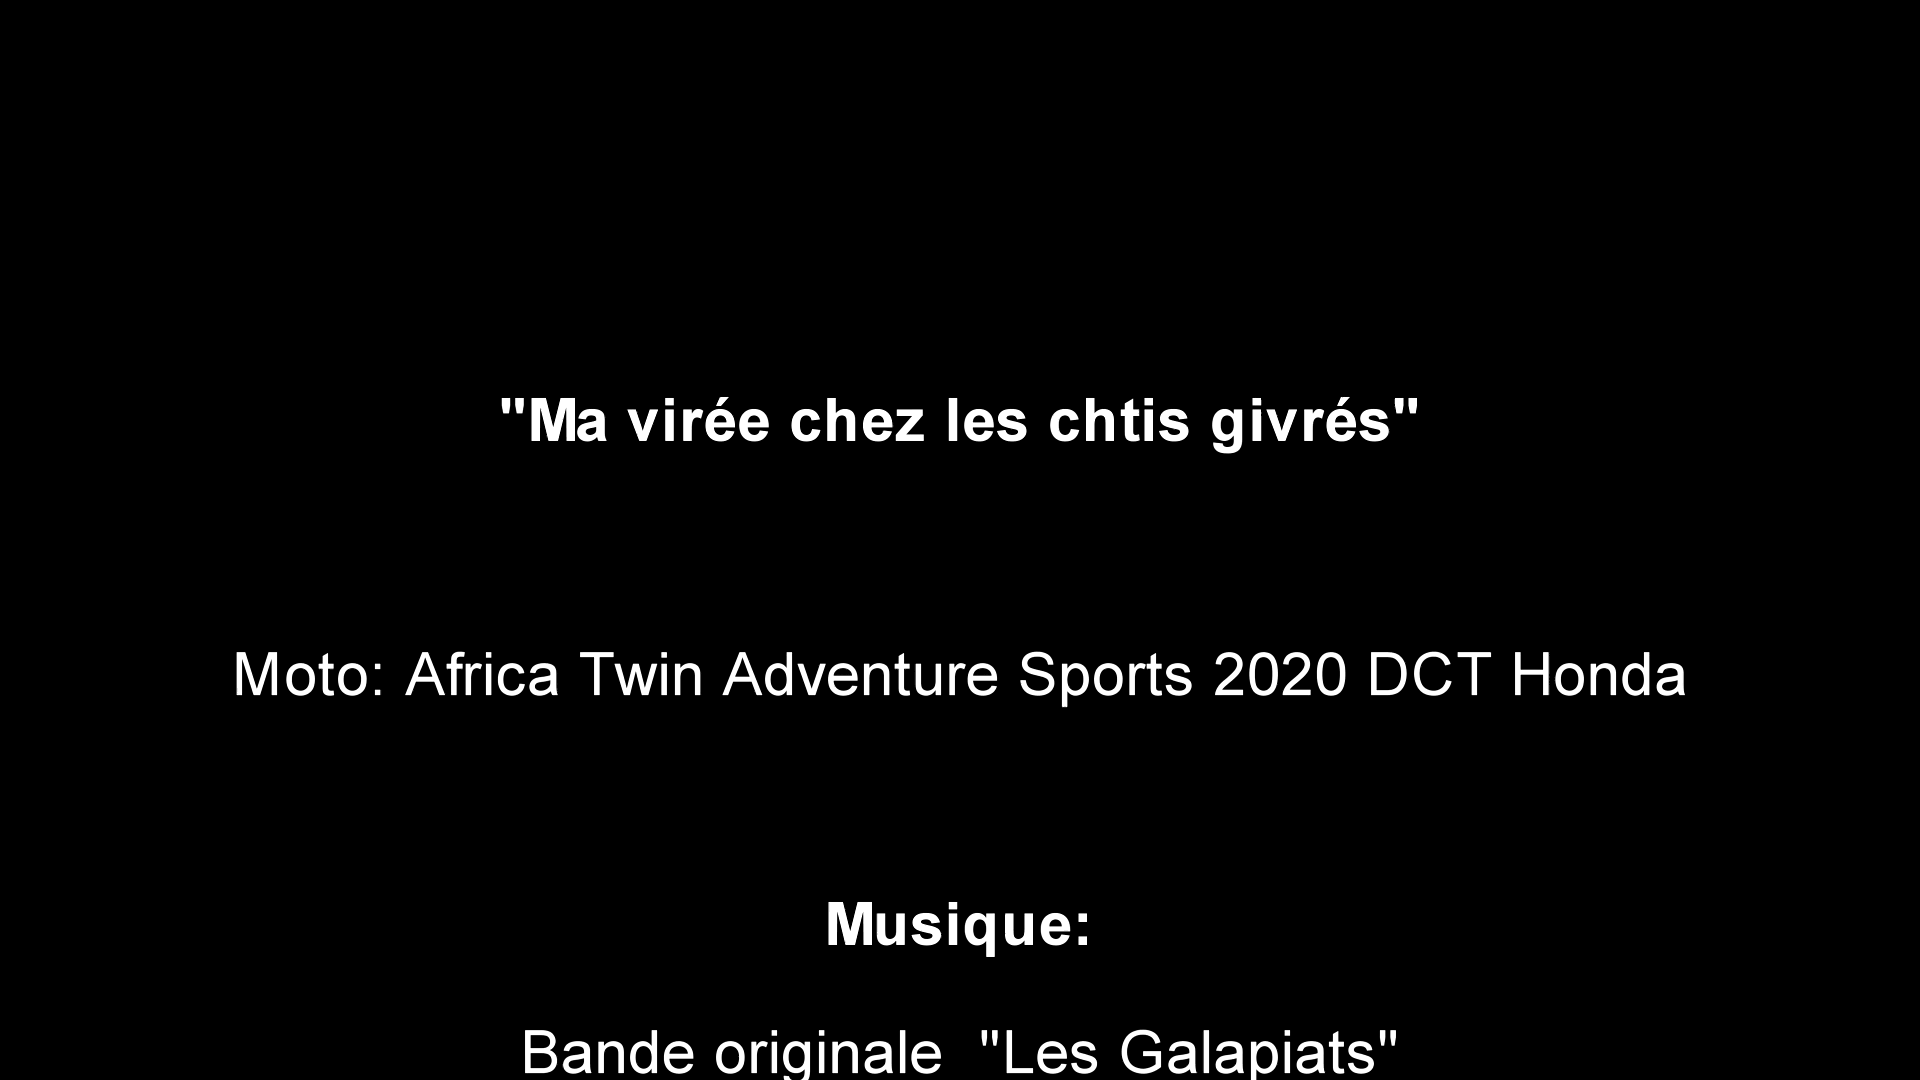 "Ma virée chez les chtis givrés"
Moto: Africa Twin Adventure Sports 2020 DCT Honda
Musique:
Bande originale  "Les Galapiats"